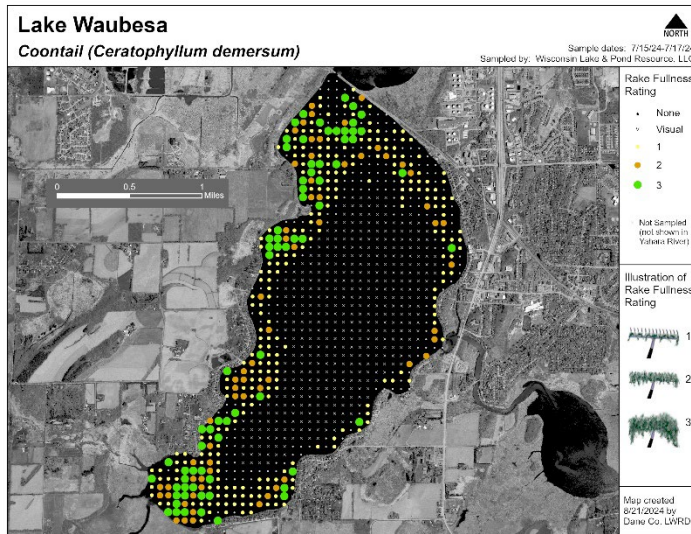 Lake Waubesa
Coontail (Ceratophyllum demersum)
NORTH
Sample dates: 7/15/24-7/17/24
Sampled by: Wisconsin Lake & Pond Resource, LLC
Rake Fullness
Rating
None
Visual
1
2
3
Not Sampled
(not shown in
Yahara River)
0
0.5
1
Miles
Illustration of
Rake Fullness
Rating
1
2
3
Map created
8/21/2024 by
Dane Co. LWRD